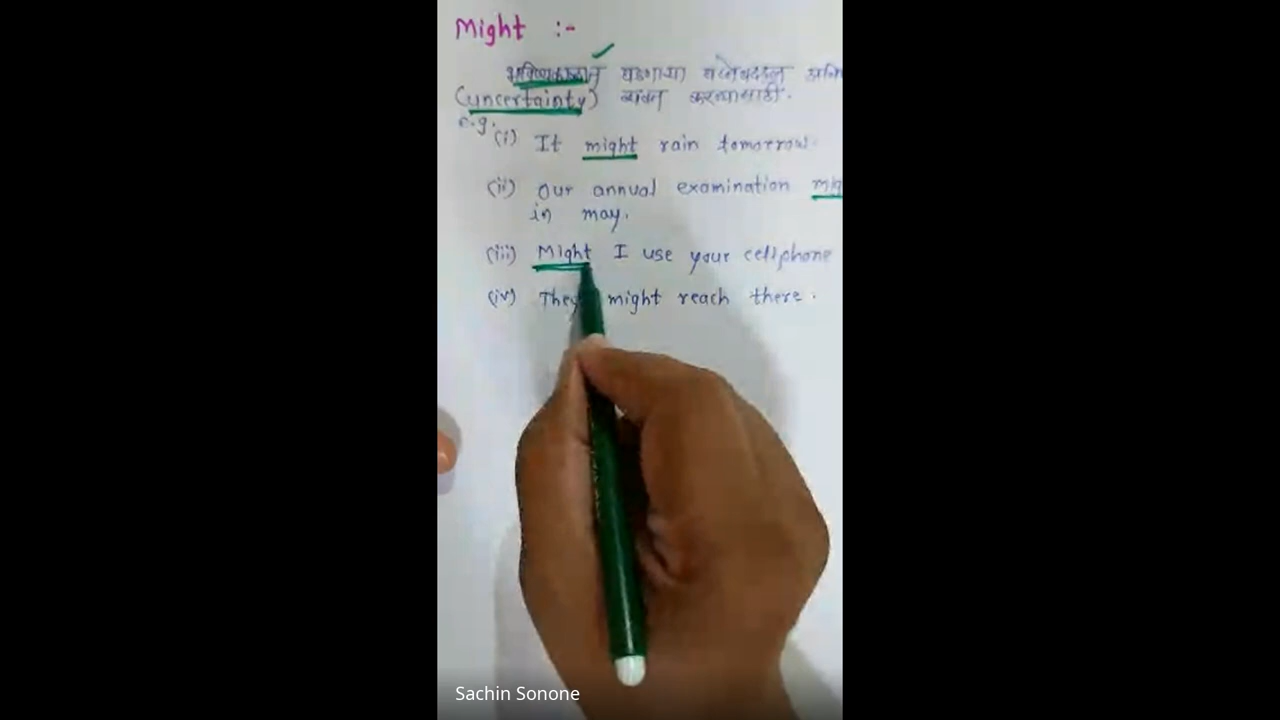 Might :-
भविष्यकाळात घडणाऱ्या घटनेबद्दल
(uncertainty) व्यक्त करण्यासाठी.
e.g.
(i) It might rain tomorrow.
(ii) Our annual examination mig
in may.
(iii) Might I use your cellphone
(iv) They might reach there.
Sachin Sonone